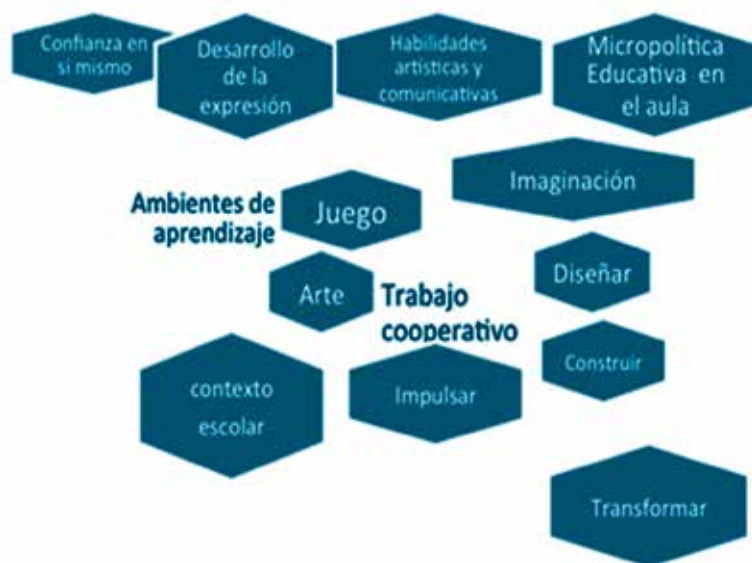 Confianza en
si mismo
Desarrollo
de la
expresión
Habilidades
artísticas y
comunicativas
Micropolítica
Educativa en
el aula
Imaginación
Ambientes de
aprendizaje
Juego
Diseñar
Arte
Trabajo
cooperativo
Construir
contexto
escolar
Impulsar
Transformar